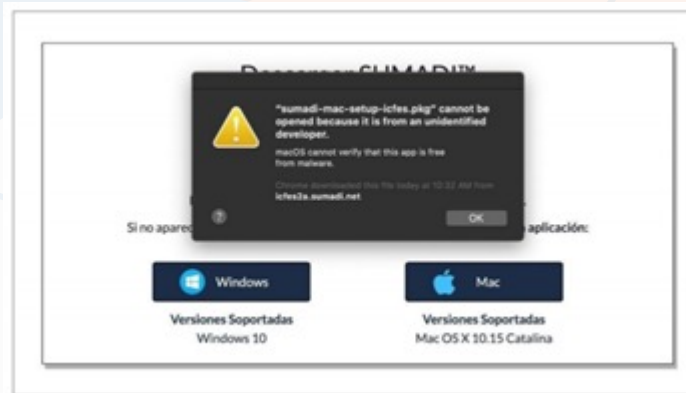 Descargar SUMADI™
"sumadi-mac-setup-icfes.pkg" cannot be
opened because it is from an unidentified
developer.
macOS cannot verify that this app is free
from malware.
Chrome downloaded this file today at 10:32 AM from
icfes3a.sumadi.net
?
OK
Si no aparec
aplicación:
Windows
Mac
Versiones Soportadas
Versiones Soportadas
Windows 10
Mac OS X 10.15 Catalina